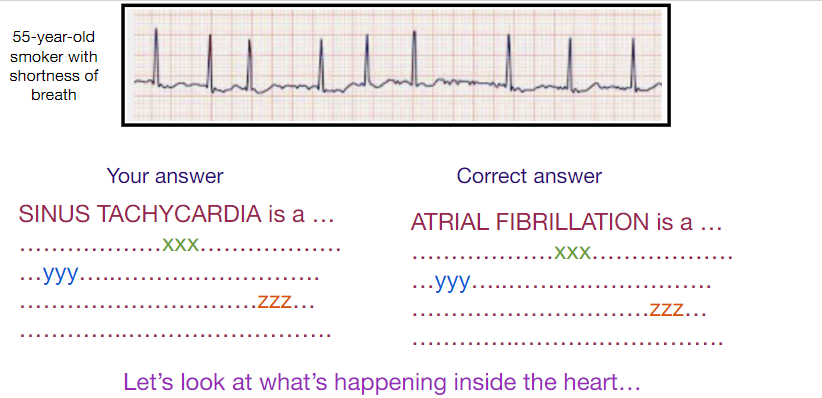 55-year-old
smoker with
shortness of
breath
Your answer
SINUS TACHYCARDIA is a …
………………xxx………………
…yyy…..………………………
…………………………zzz…
…………..………………………
Correct answer
ATRIAL FIBRILLATION is a …
………………xxx………………
…yyy…..………………………
…………………………zzz…
…………..………………………
Let’s look at what’s happening inside the heart…